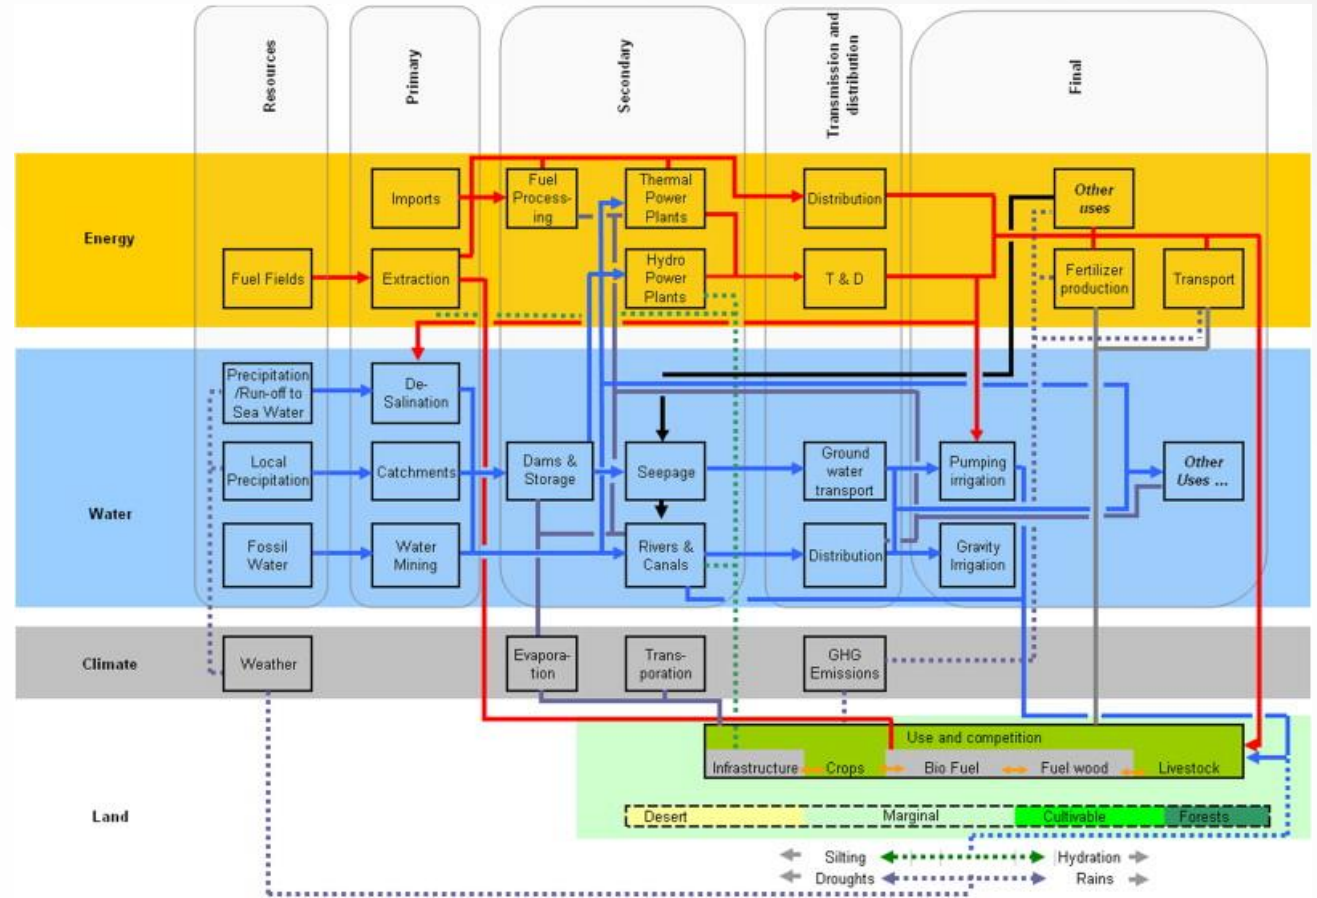 Resources
Primary
Secondary
Transmission and
distribution
Final
Energy
Imports
Fuel
Process-
ing
Thermal
Power
Plants
Distribution
Other
uses
Fuel Fields
Extraction
Hydro
Power
Plants
T & D
Fertilizer
production
Transport
Water
Precipitation
/Run-off to
Sea Water
De-
Salination
Local
Precipitation
Catchments
Dams &
Storage
Seepage
Ground
water
transport
Pumping
irrigation
Other
Uses ...
Fossil
Water
Water
Mining
Rivers &
Canals
Distribution
Gravity
Irrigation
Climate
Weather
Evapora-
tion
Trans-
poration
GHG
Emissions
Land
Use and competition
Infrastructure Crops Bio Fuel Fuel wood Livestock
Desert Marginal Cultivable Forests
Silting Hydration
Droughts Rains